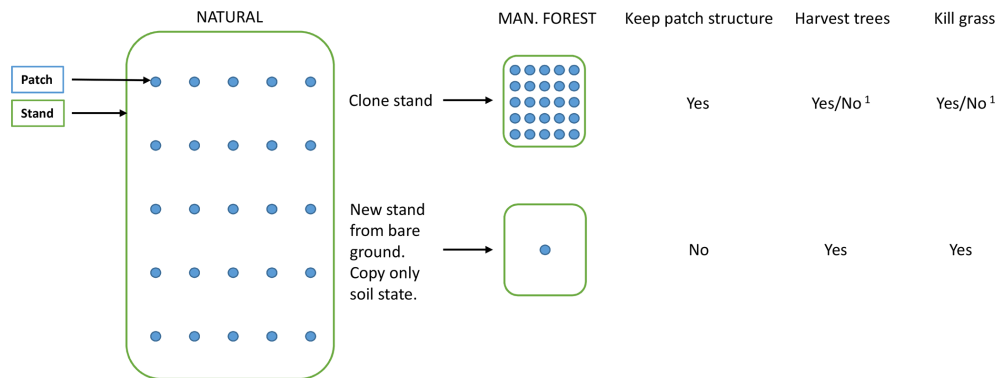 NATURAL
MAN. FOREST
Keep patch structure
Harvest trees
Kill grass
Patch
Stand
Clone stand
Yes
Yes/No 1
Yes/No 1
New stand
from bare
ground.
Copy only
soil state.
No
Yes
Yes